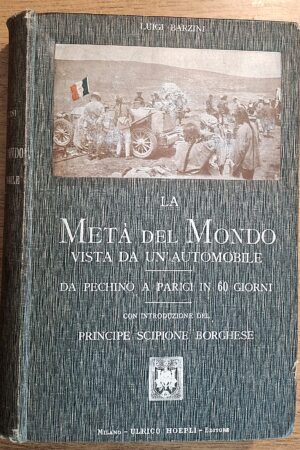 LUIGI BARZINI
LA
METÀ DEL MONDO
VISTA DA UN'AUTOMOBILE
DA PECHINO A PARIGI IN 60 GIORNI
CON INTRODUZIONE DEL
PRINCIPE SCIPIONE BORGHESE
MILANO - ULRICO HOEPLI - EDITORE